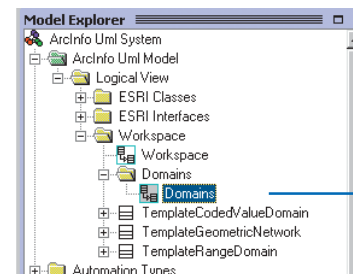 Model Explorer
ArcInfo Uml System
ArcInfo Uml Model
Logical View
ESRI Classes
ESRI Interfaces
Workspace
Workspace
Domains
Domains
TemplateCodedValueDomain
TemplateGeometricNetwork
TemplateRangeDomain
Automation Types